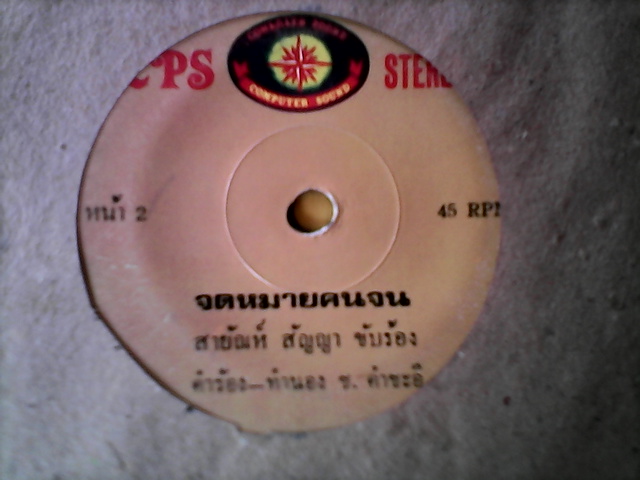 PS
STERE
COMPUTER SOUND
หน้า 2
45 RPM
จดหมายคนจน
สายัณห์ สัญญา ขับร้อง
คำร้อง–ทำนอง ช. คำชะอี